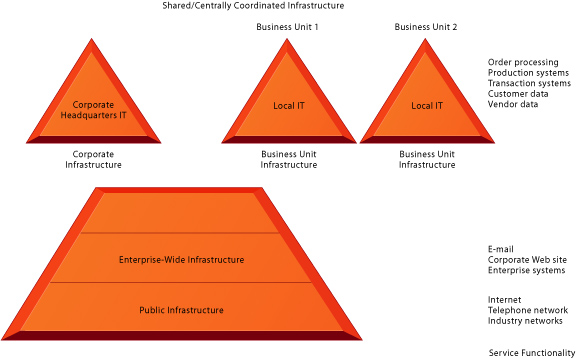 Shared/Centrally Coordinated Infrastructure
Business Unit 1
Business Unit 2
Corporate
Headquarters IT
Local IT
Local IT
Order processing
Production systems
Transaction systems
Customer data
Vendor data
Corporate
Infrastructure
Business Unit
Infrastructure
Business Unit
Infrastructure
Enterprise-Wide Infrastructure
E-mail
Corporate Web site
Enterprise systems
Public Infrastructure
Internet
Telephone network
Industry networks
Service Functionality